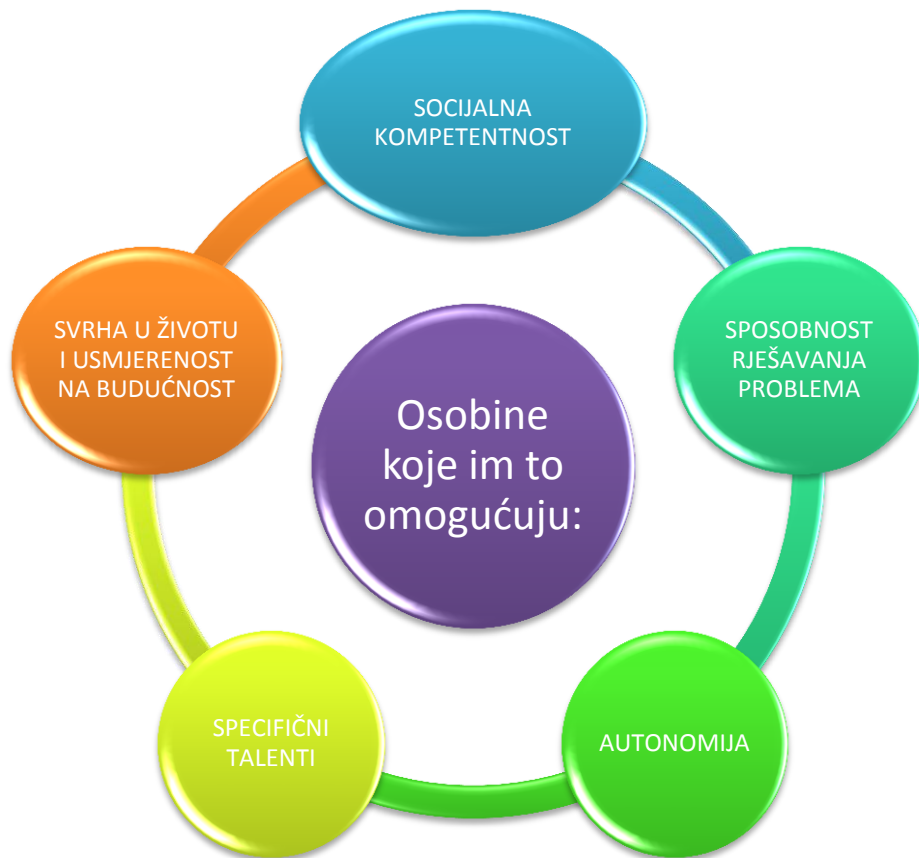 SOCIJALNA
KOMPETENTNOST
SPOSOBNOST
RJEŠAVANJA
PROBLEMA
AUTONOMIJA
SPECIFIČNI
TALENTI
SVRHA U ŽIVOTU
I USMJERENOST
NA BUDUĆNOST
Osobine
koje im to
omogućuju: